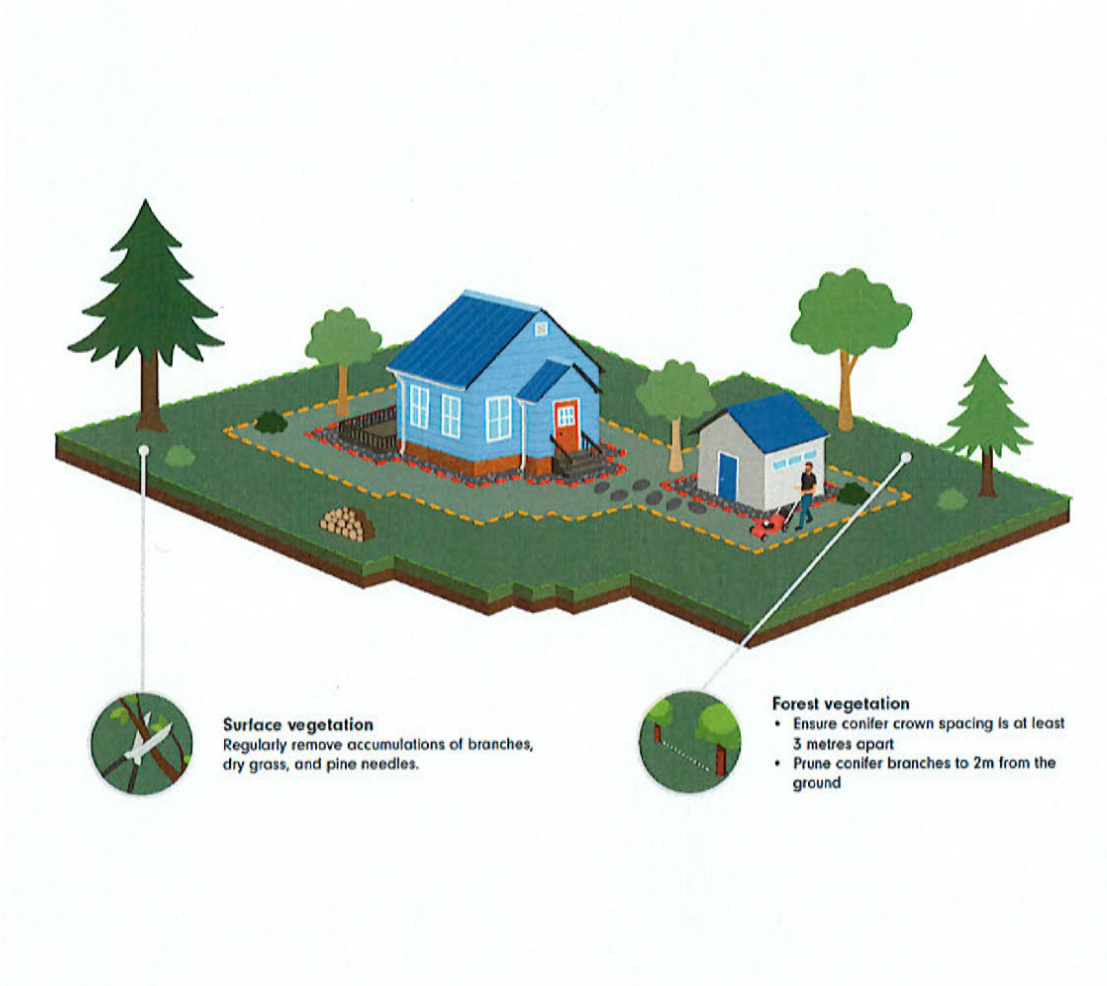 Surface vegetation
Regularly remove accumulations of branches,
dry grass, and pine needles.
Forest vegetation
• Ensure conifer crown spacing is at least
3 metres apart
• Prune conifer branches to 2m from the
ground